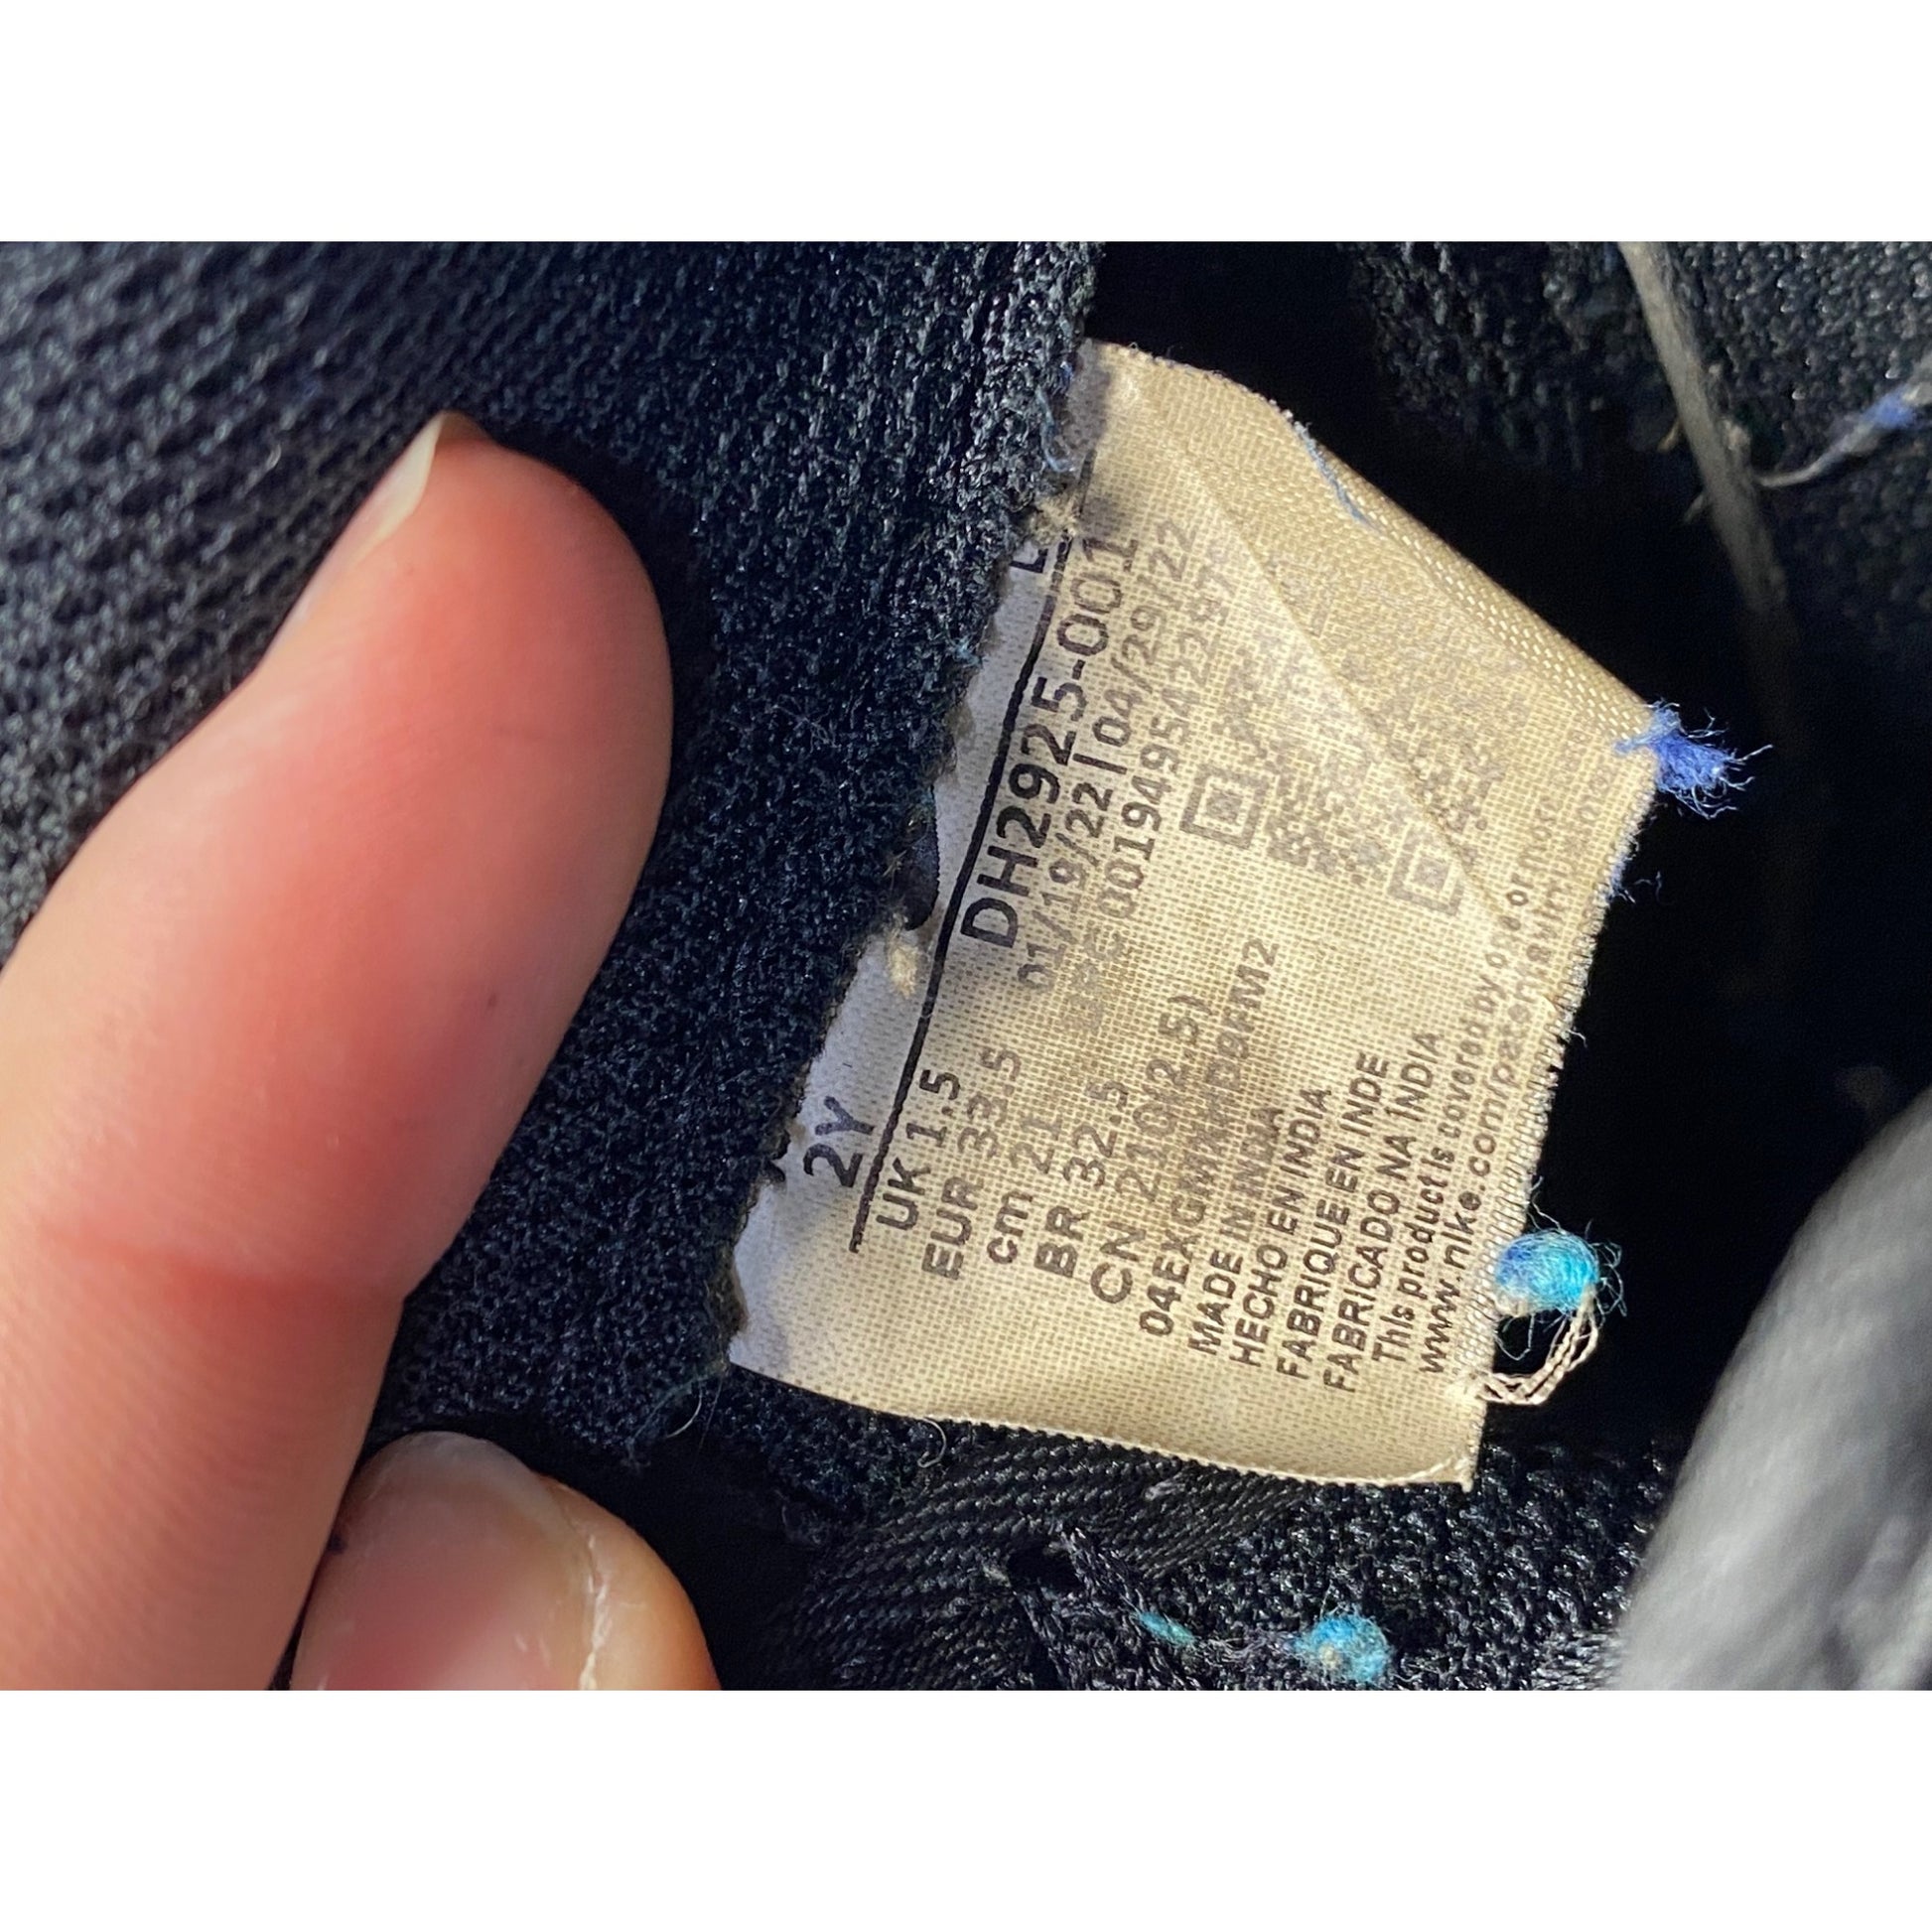 2Y
UK 1.5
EUR 33.5
cm 21
BR 32.5
CN 210(2.5)
DH2925-001
01/19/22 | 04/29/22
MADE IN INDIA
HECHO EN INDIA
FABRIQUE EN INDE
FABRICADO NA INDIA
This product is covered by one or
www.nike.com/patents